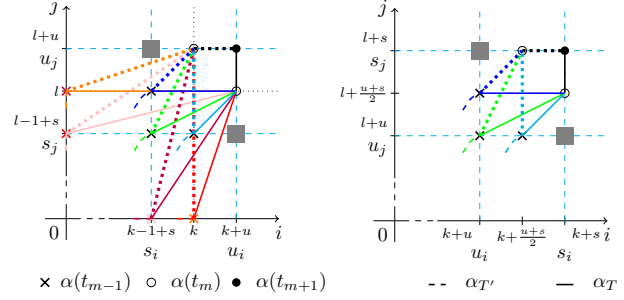 j j
l+u l+s
u_j s_j
l l+\frac{u+s}{2}
l-1+s l+u
s_j u_j
0 k-1+s k k+u i 0 k+u k+\frac{u+s}{2} s_i k+s i
s_i u_i u_i s_i
× α(t_{m-1}) ○ α(t_m) ● α(t_{m+1}) α_{T'} α_T